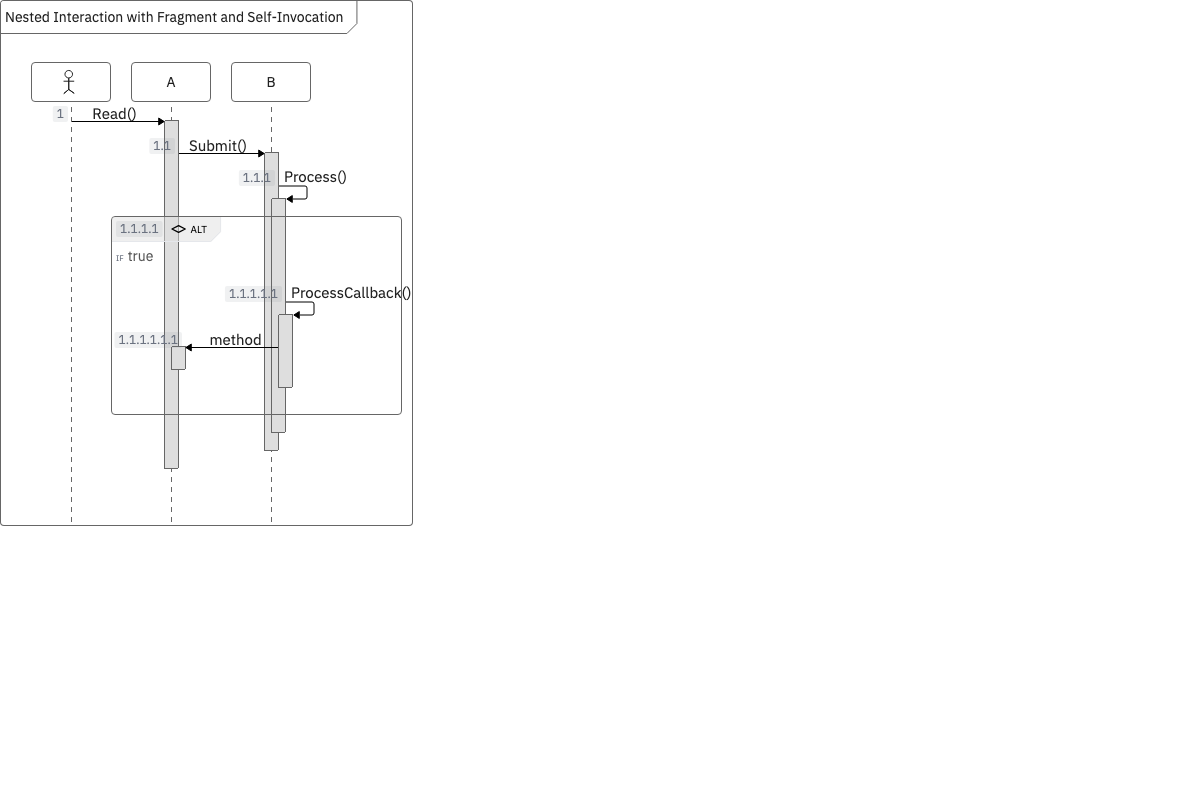 Nested Interaction with Fragment and Self-Invocation
A
B
1
Read()
1.1
Submit()
1.1.1
Process()
1.1.1.1 ALT
IF true
1.1.1.1.1
ProcessCallback()
1.1.1.1.1.1
method